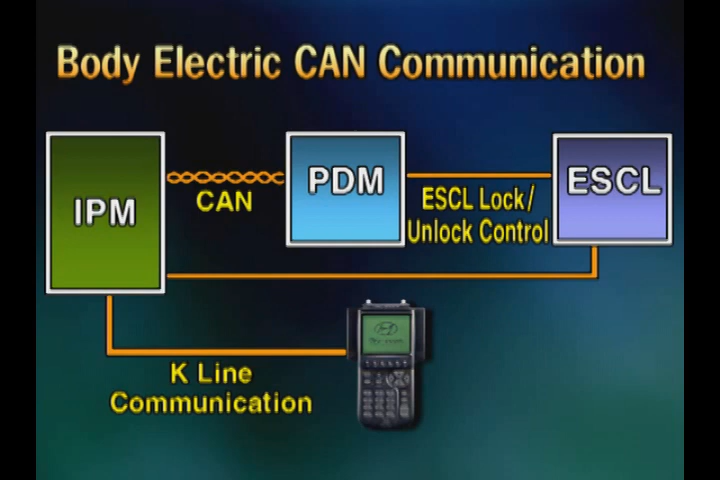 Body Electric CAN Communication
IPM
CAN
PDM
ESCL Lock/
Unlock Control
ESCL
K Line
Communication